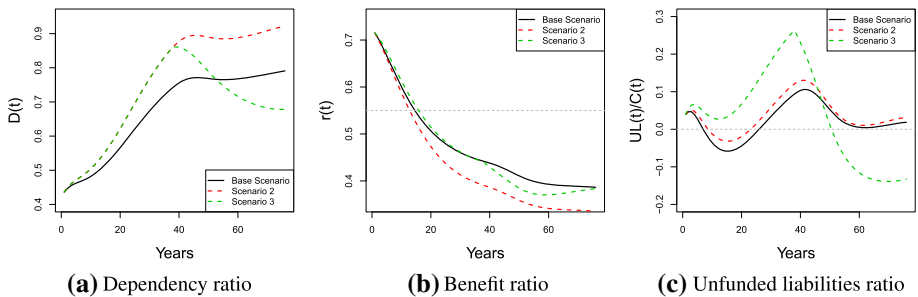 D(t)
0.9
0.8
0.7
0.6
0.5
0.4
0 20 40 60
Years
Base Scenario
Scenario 2
Scenario 3
(a) Dependency ratio
r(t)
0.7
0.6
0.5
0.4
0 20 40 60
Years
Base Scenario
Scenario 2
Scenario 3
(b) Benefit ratio
UL(t)/C(t)
0.3
0.2
0.1
0.0
−0.1
−0.2
0 20 40 60
Years
Base Scenario
Scenario 2
Scenario 3
(c) Unfunded liabilities ratio